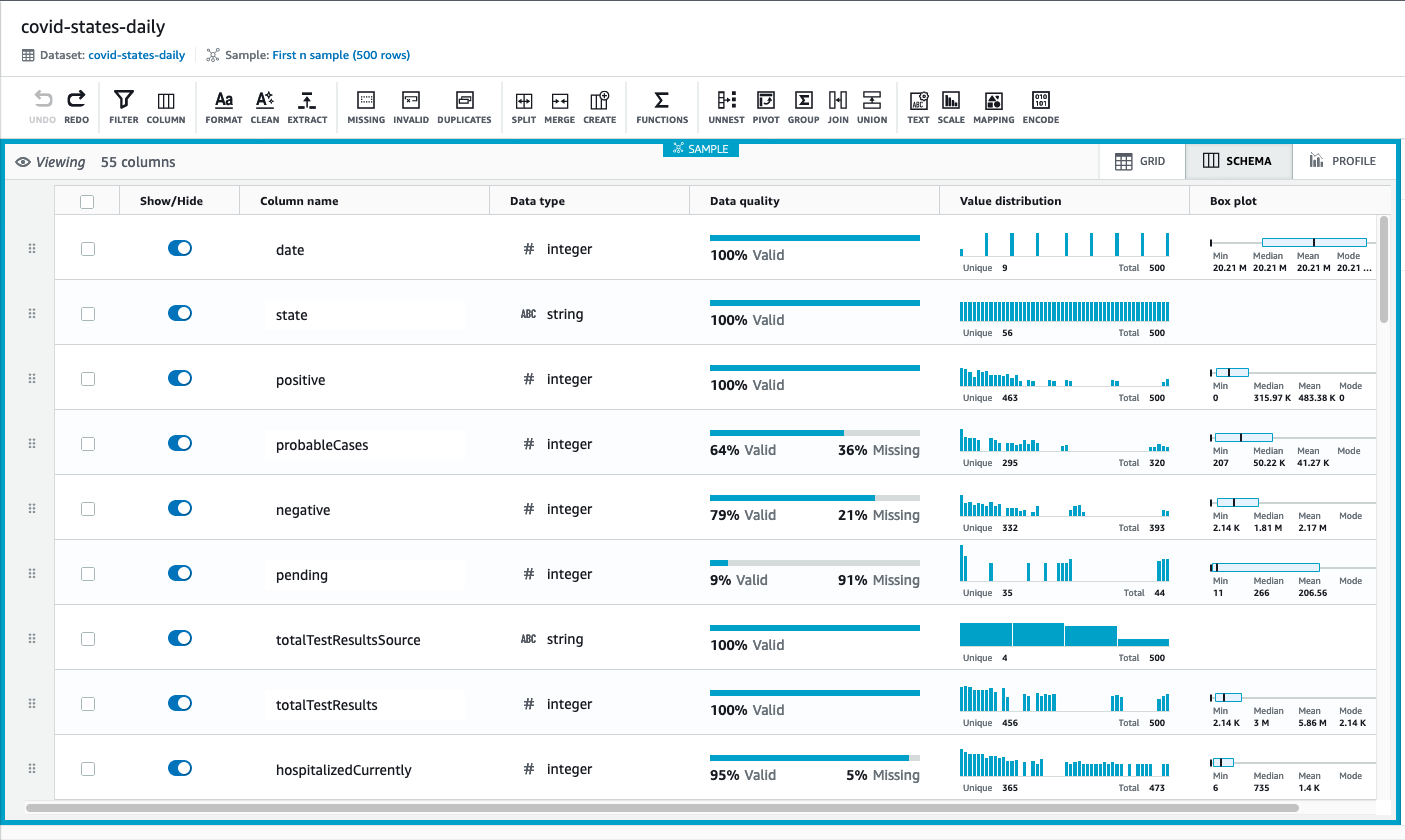 covid-states-daily
Dataset: covid-states-daily Sample: First n sample (500 rows)
UNDO REDO FILTER COLUMN FORMAT CLEAN EXTRACT MISSING INVALID DUPLICATES SPLIT MERGE CREATE FUNCTIONS UNNEST PIVOT GROUP JOIN UNION TEXT SCALE MAPPING ENCODE
SAMPLE
Viewing 55 columns GRID SCHEMA PROFILE
Show/Hide Column name Data type Data quality Value distribution Box plot
date # integer 100% Valid Unique 9 Total 500
Min Median Mean Mode
20.21 M 20.21 M 20.21 M 20.21 ...
state ABC string 100% Valid Unique 56 Total 500
positive # integer 100% Valid Unique 463 Total 500
Min Median Mean Mode
0 315.97 K 483.38 K 0
probableCases # integer 64% Valid 36% Missing Unique 295 Total 320
Min Median Mean Mode
207 50.22 K 41.27 K
negative # integer 79% Valid 21% Missing Unique 332 Total 393
Min Median Mean Mode
2.14 K 1.81 M 2.17 M
pending # integer 9% Valid 91% Missing Unique 35 Total 44
Min Median Mean Mode
11 266 206.56
totalTestResultsSource ABC string 100% Valid Unique 4 Total 500
totalTestResults # integer 100% Valid Unique 456 Total 500
Min Median Mean Mode
2.14 K 3 M 5.86 M 2.14 K
hospitalizedCurrently # integer 95% Valid 5% Missing Unique 365 Total 473
Min Median Mean Mode
6 735 1.4 K